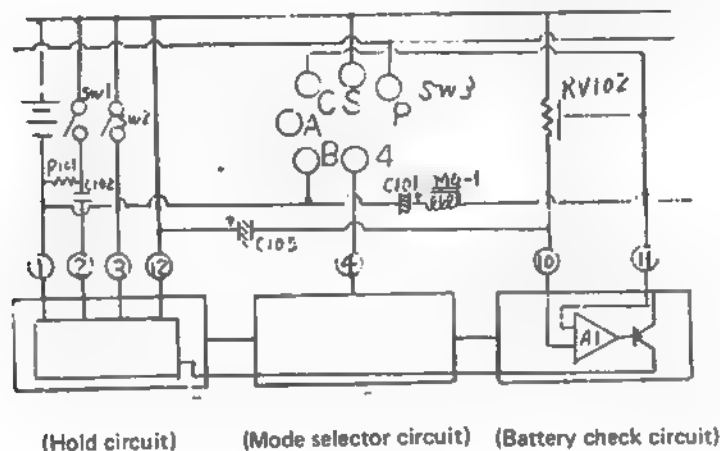 C S P SW3
SW1
SW2
RV102
A
B 4
R101
C102
C101 + MG-1
+ C105
1 2 3 12 4 10 11
A1
(Hold circuit) (Mode selector circuit) (Battery check circuit)